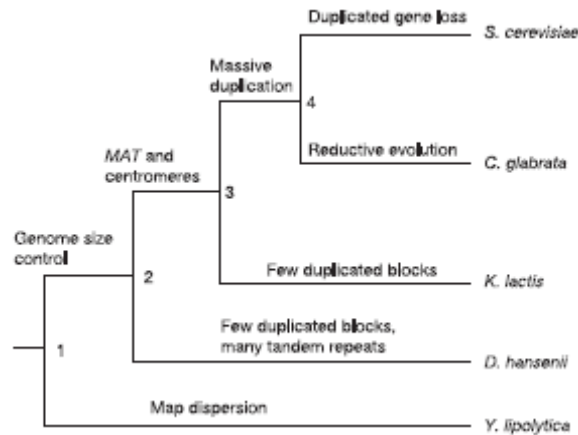 Duplicated gene loss
S. cerevisiae
Massive
duplication
4
MAT and
centromeres
Reductive evolution
C. glabrata
3
Genome size
control
Few duplicated blocks
K. lactis
2
Few duplicated blocks,
many tandem repeats
D. hansenii
1
Map dispersion
Y. lipolytica